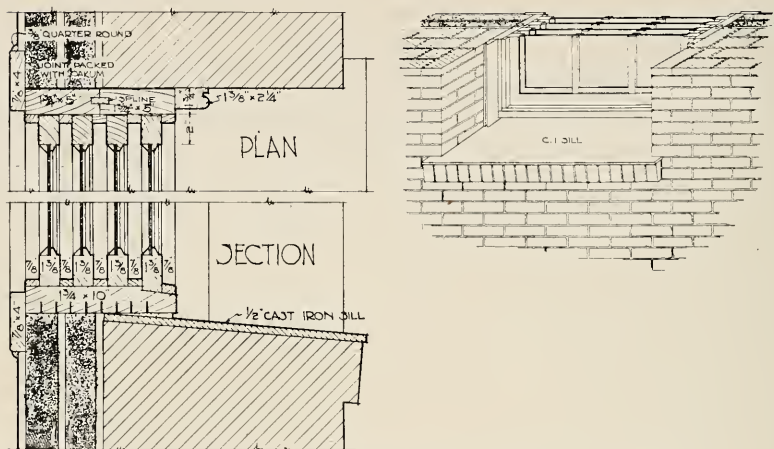 QUARTER ROUND
JOINT PACKED
WITH OAKUM
7/8 × 4"
1 3/4" × 5"
SPLINE
1 3/4" × 5"
1 3/8" × 2 1/4"
PLAN
C. I SILL
SECTION
7/8 1 3/8 7/8 1 3/8 7/8 1 3/8 7/8 1 3/8 7/8
1 3/4 × 10"
7/8 × 4"
1/2" CAST IRON SILL